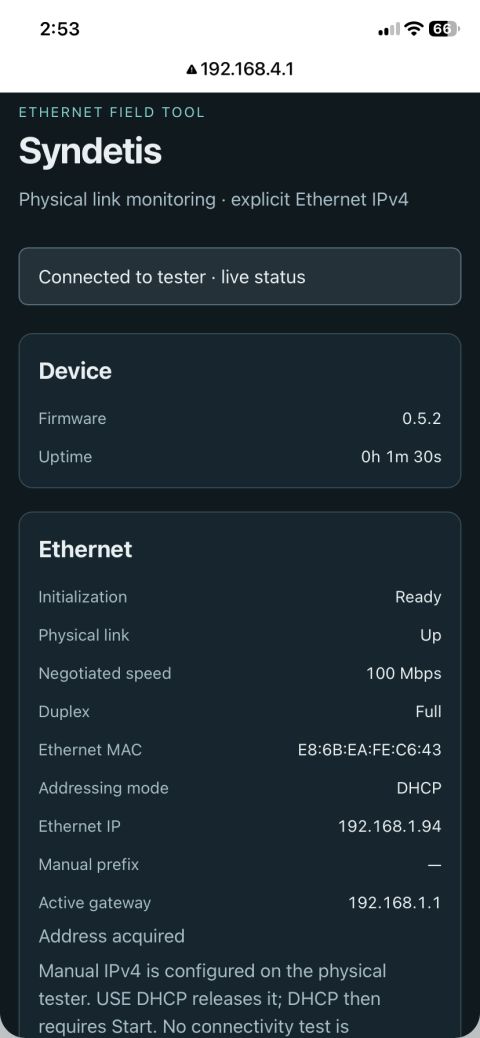 2:53
66
192.168.4.1
ETHERNET FIELD TOOL
Syndetis
Physical link monitoring · explicit Ethernet IPv4
Connected to tester · live status
Device
Firmware 0.5.2
Uptime 0h 1m 30s
Ethernet
Initialization Ready
Physical link Up
Negotiated speed 100 Mbps
Duplex Full
Ethernet MAC E8:6B:EA:FE:C6:43
Addressing mode DHCP
Ethernet IP 192.168.1.94
Manual prefix —
Active gateway 192.168.1.1
Address acquired
Manual IPv4 is configured on the physical
tester. USE DHCP releases it; DHCP then
requires Start. No connectivity test is